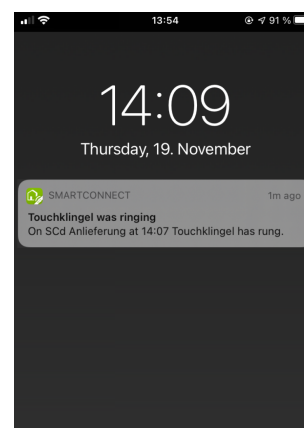 13:54
91 %
14:09
Thursday, 19. November
SMARTCONNECT
1m ago
Touchklingel was ringing
On SCd Anlieferung at 14:07 Touchklingel has rung.